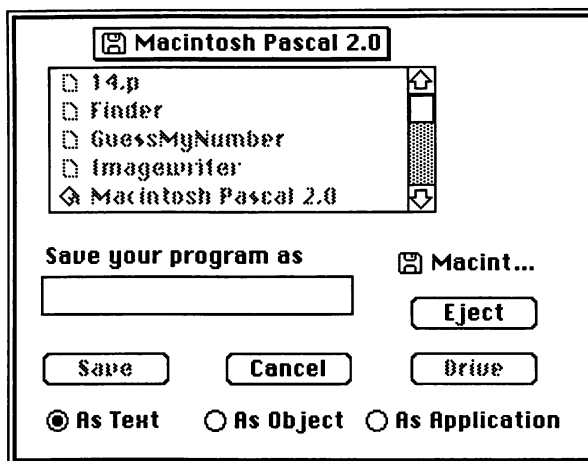 Macintosh Pascal 2.0
14.p
Finder
GuessMyNumber
Imagewriter
Macintosh Pascal 2.0
Save your program as
Macint...
Eject
Save
Cancel
Drive
As Text
As Object
As Application